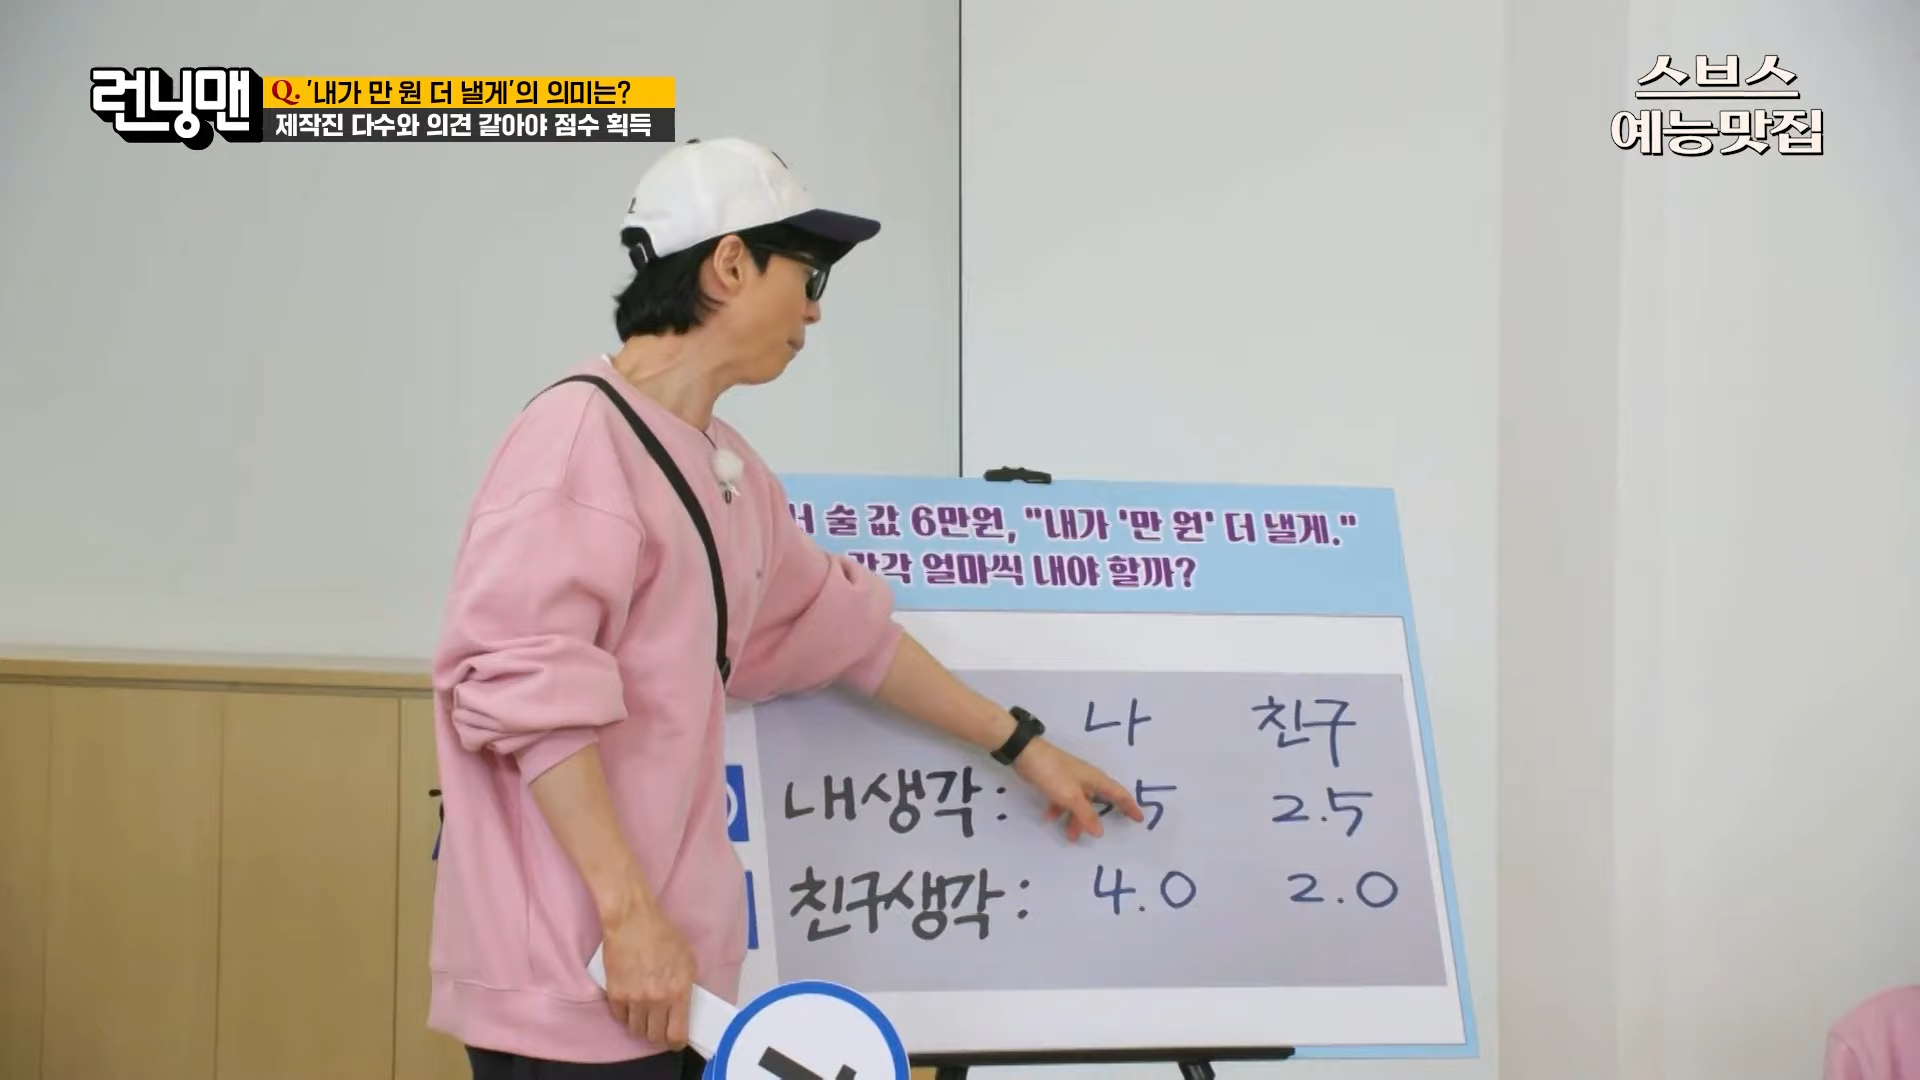 런닝맨
Q. '내가 만 원 더 낼게'의 의미는?
제작진 다수와 의견 같아야 점수 획득
스브스
예능맛집
술 값 6만원, "내가 '만 원' 더 낼게."
각각 얼마씩 내야 할까?
나 친구
내생각: 2.5
친구생각: 4.0 2.0